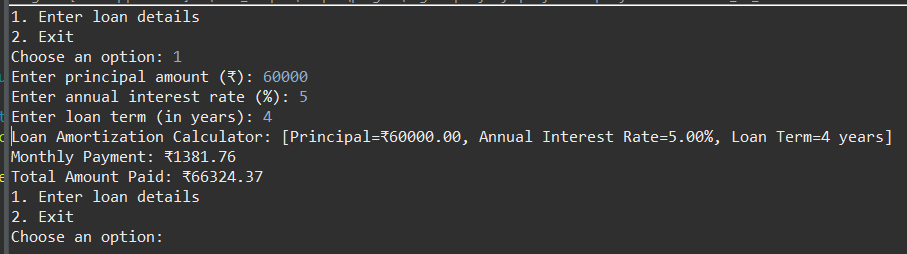 1. Enter loan details
2. Exit
Choose an option: 1
Enter principal amount (₹): 60000
Enter annual interest rate (%): 5
Enter loan term (in years): 4
Loan Amortization Calculator: [Principal=₹60000.00, Annual Interest Rate=5.00%, Loan Term=4 years]
Monthly Payment: ₹1381.76
Total Amount Paid: ₹66324.37
1. Enter loan details
2. Exit
Choose an option: